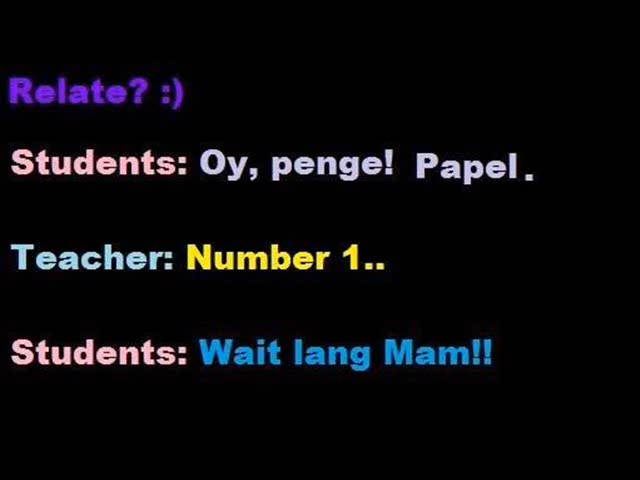 Relate? :)
Students: Oy, penge! Papel.
Teacher: Number 1..
Students: Wait lang Mam!!